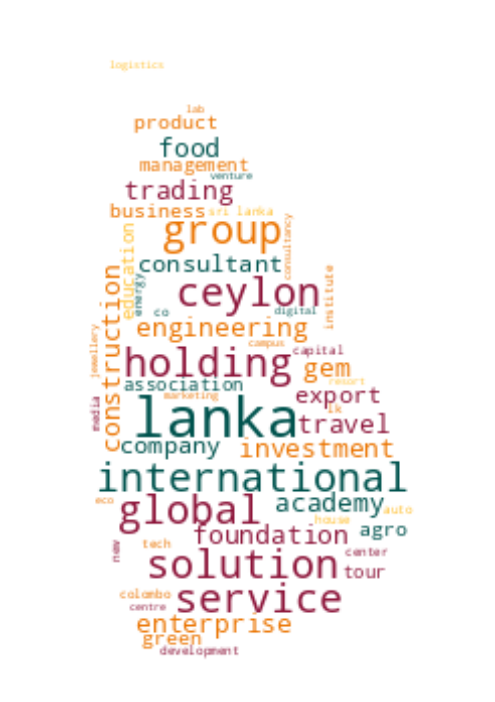 logistics
lab
product
food
management
venture
trading
business sri lanka
group
consultancy
education
consultant
energy
ceylon
institute
construction
co
digital
engineering
campus
jewellery
holding
capital
gem
association
resort
marketing
export
media
lanka
lk
travel
company
investment
international
eco
global
academy
auto
house
foundation
agro
new
tech
center
solution
tour
colombo
service
centre
enterprise
green
development